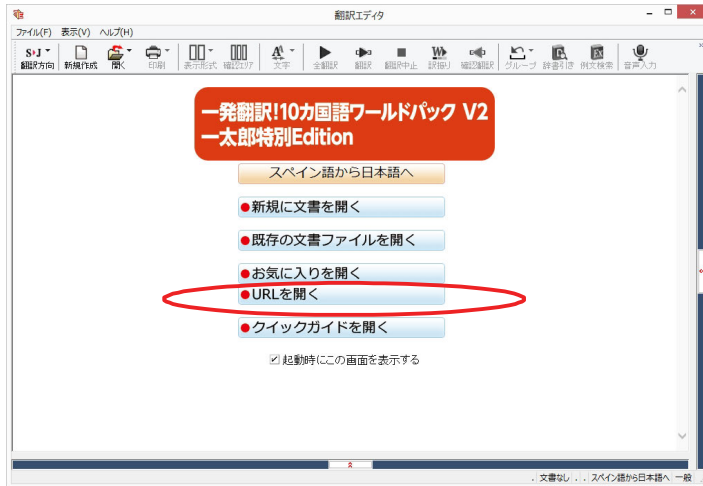 翻訳エディタ
ファイル(F) 表示(V) ヘルプ(H)
S›J
翻訳方向 新規作成 開く 印刷 表示形式 確認エリア 文字 全翻訳 翻訳 翻訳中止 訳振り 確認翻訳 グループ 辞書引き 例文検索 音声入力
一発翻訳!10カ国語ワールドパック V2
一太郎特別Edition
スペイン語から日本語へ
●新規に文書を開く
●既存の文書ファイルを開く
●お気に入りを開く
●URLを開く
●クイックガイドを開く
起動時にこの画面を表示する
. 文書なし . . スペイン語から日本語へ 一般